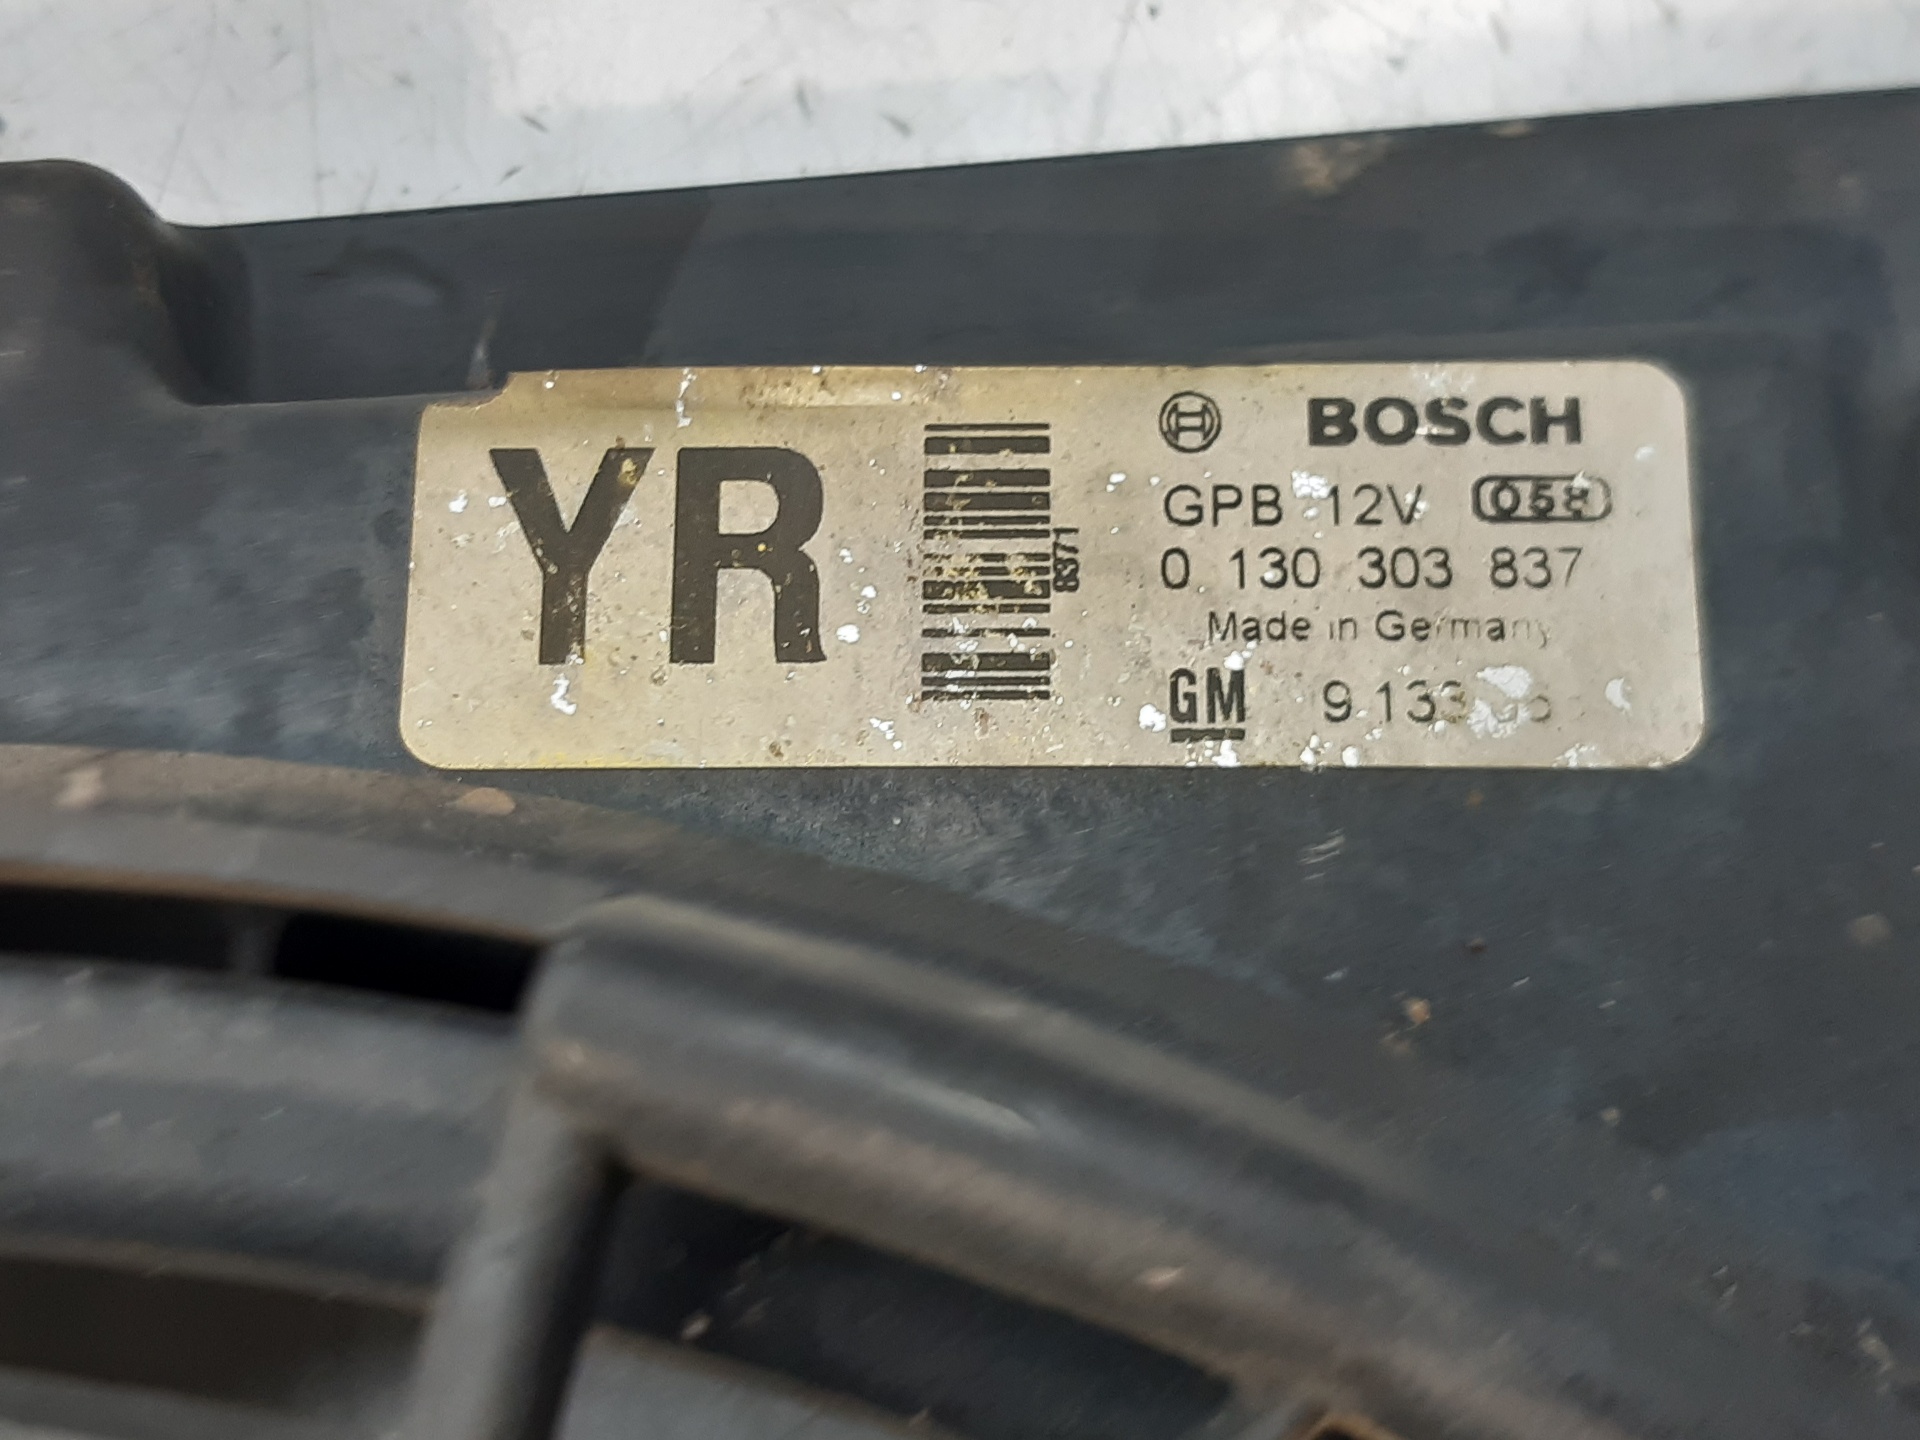 YR
8371
BOSCH
GPB 12V 058
0 130 303 837
Made in Germany
GM